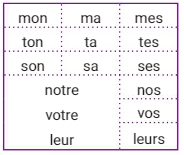 mon ma mes
ton ta tes
son sa ses
notre nos
votre vos
leur leurs